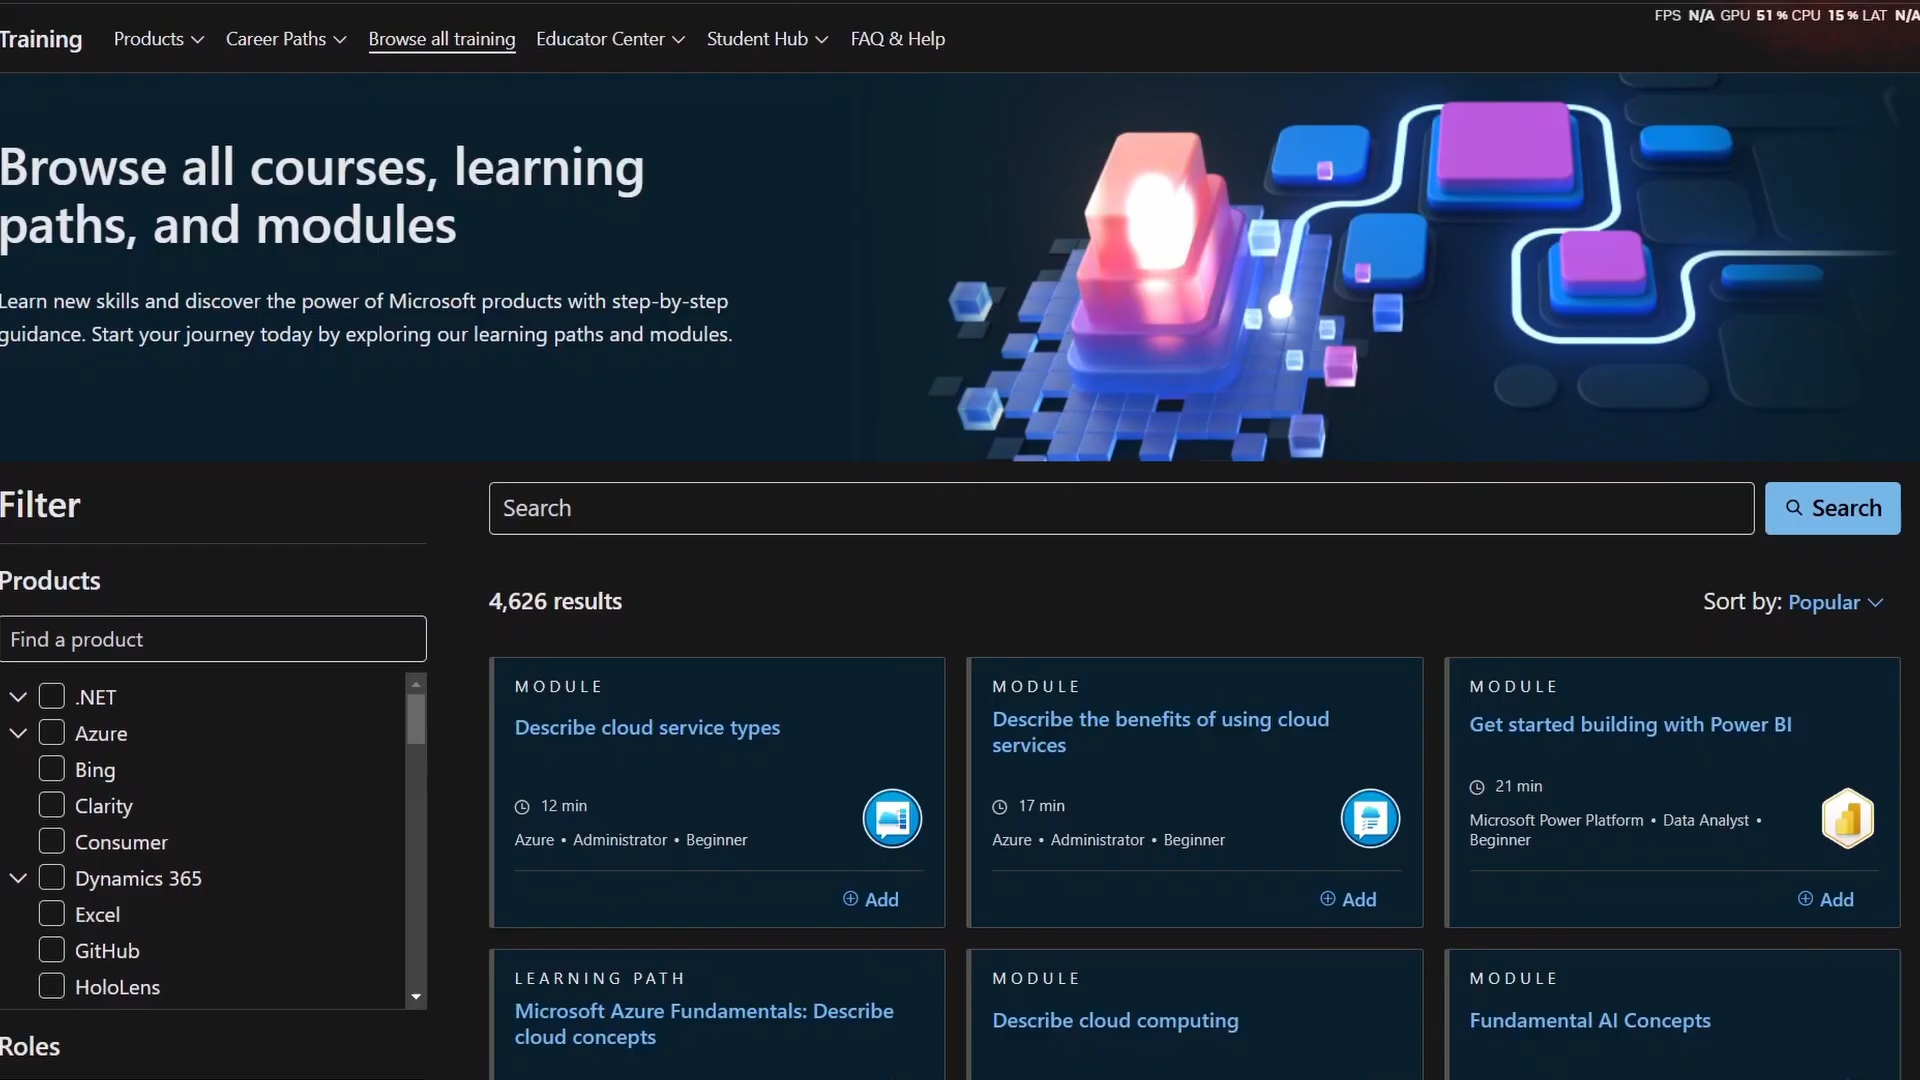 FPS N/A GPU 51 % CPU 15 % LAT N/A
Training Products Career Paths Browse all training Educator Center Student Hub FAQ & Help
Browse all courses, learning
paths, and modules
Learn new skills and discover the power of Microsoft products with step-by-step
guidance. Start your journey today by exploring our learning paths and modules.
Filter
Search
Search
Products
4,626 results
Sort by: Popular
Find a product
.NET
Azure
Bing
Clarity
Consumer
Dynamics 365
Excel
GitHub
HoloLens
Roles
MODULE
Describe cloud service types
12 min
Azure • Administrator • Beginner
Add
MODULE
Describe the benefits of using cloud
services
17 min
Azure • Administrator • Beginner
Add
MODULE
Get started building with Power BI
21 min
Microsoft Power Platform • Data Analyst •
Beginner
Add
LEARNING PATH
Microsoft Azure Fundamentals: Describe
cloud concepts
MODULE
Describe cloud computing
MODULE
Fundamental AI Concepts